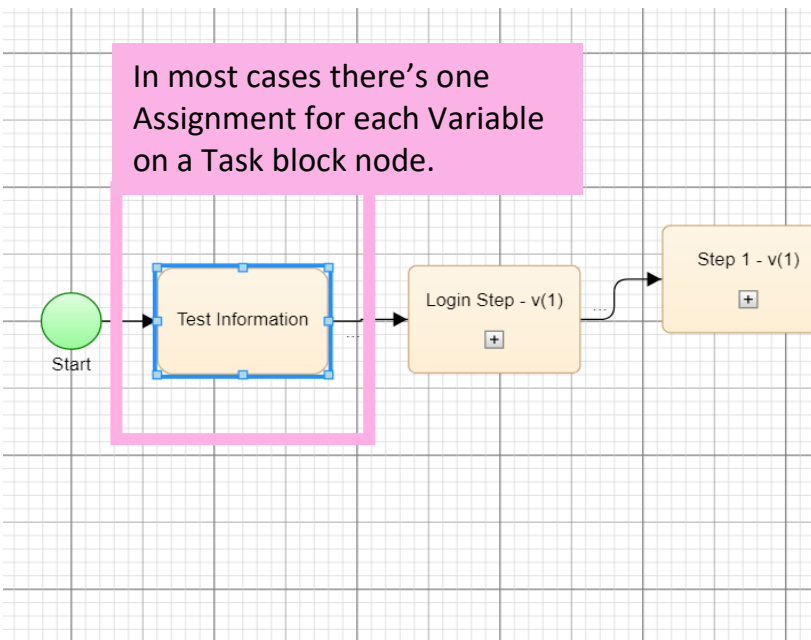 In most cases there’s one
Assignment for each Variable
on a Task block node.
Start
Test Information
...
Login Step - v(1)
+
...
Step 1 - v(1)
+